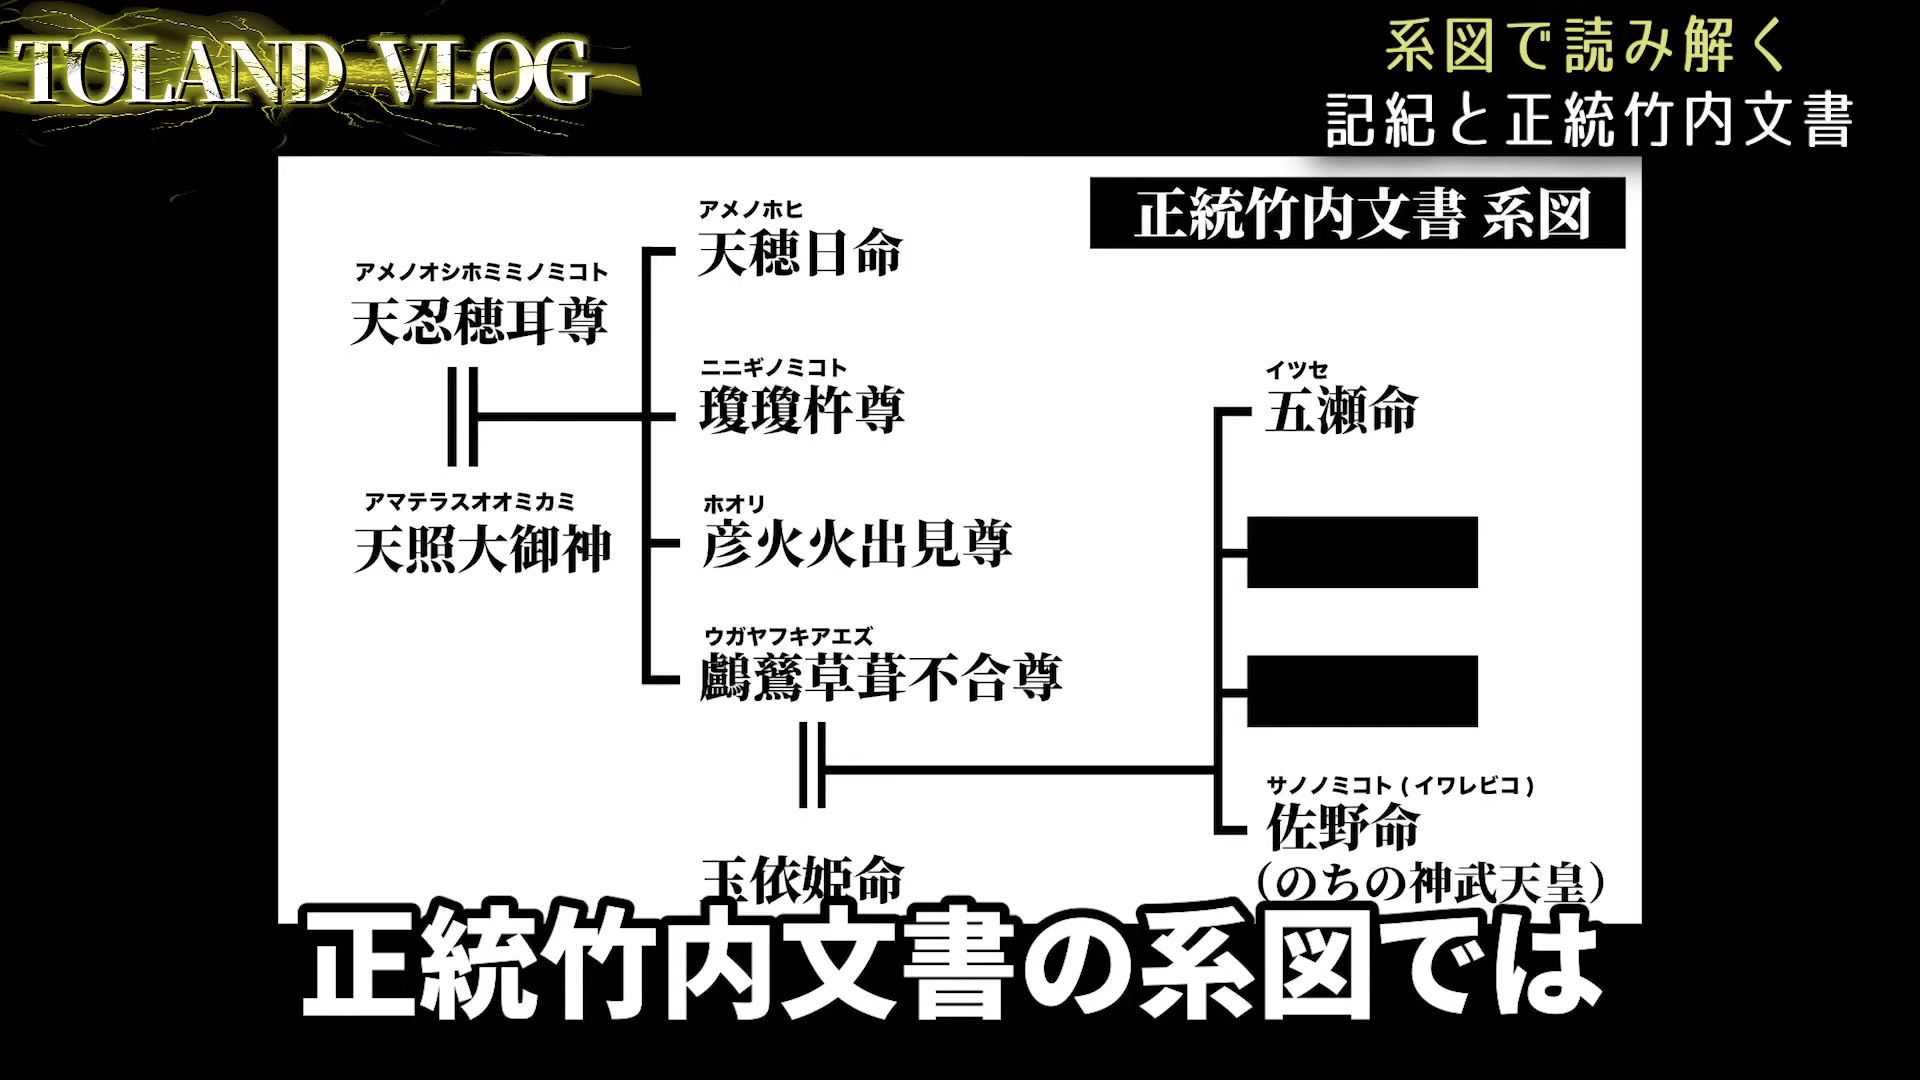 TOLAND VLOG
系図で読み解く
記紀と正統竹内文書
正統竹内文書 系図
アメノオシホミミノミコト
天忍穂耳尊
アマテラスオオミカミ
天照大御神
アメノホヒ
天穂日命
ニニギノミコト
瓊瓊杵尊
ホオリ
彦火火出見尊
ウガヤフキアエズ
鸕鶿草葺不合尊
玉依姫命
イツセ
五瀬命
サノノミコト(イワレビコ)
佐野命
(のちの神武天皇)
正統竹内文書の系図では